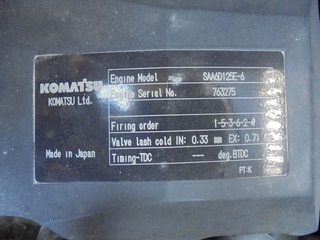 KOMATSU
KOMATSU Ltd.
Made in Japan
Engine Model SAA6D125E-6
Engine Serial No. 763275
Firing order 1-5-3-6-2-4
Valve lash cold IN: 0.33 mm EX: 0.71
Timing-TDC --- deg.BTDC